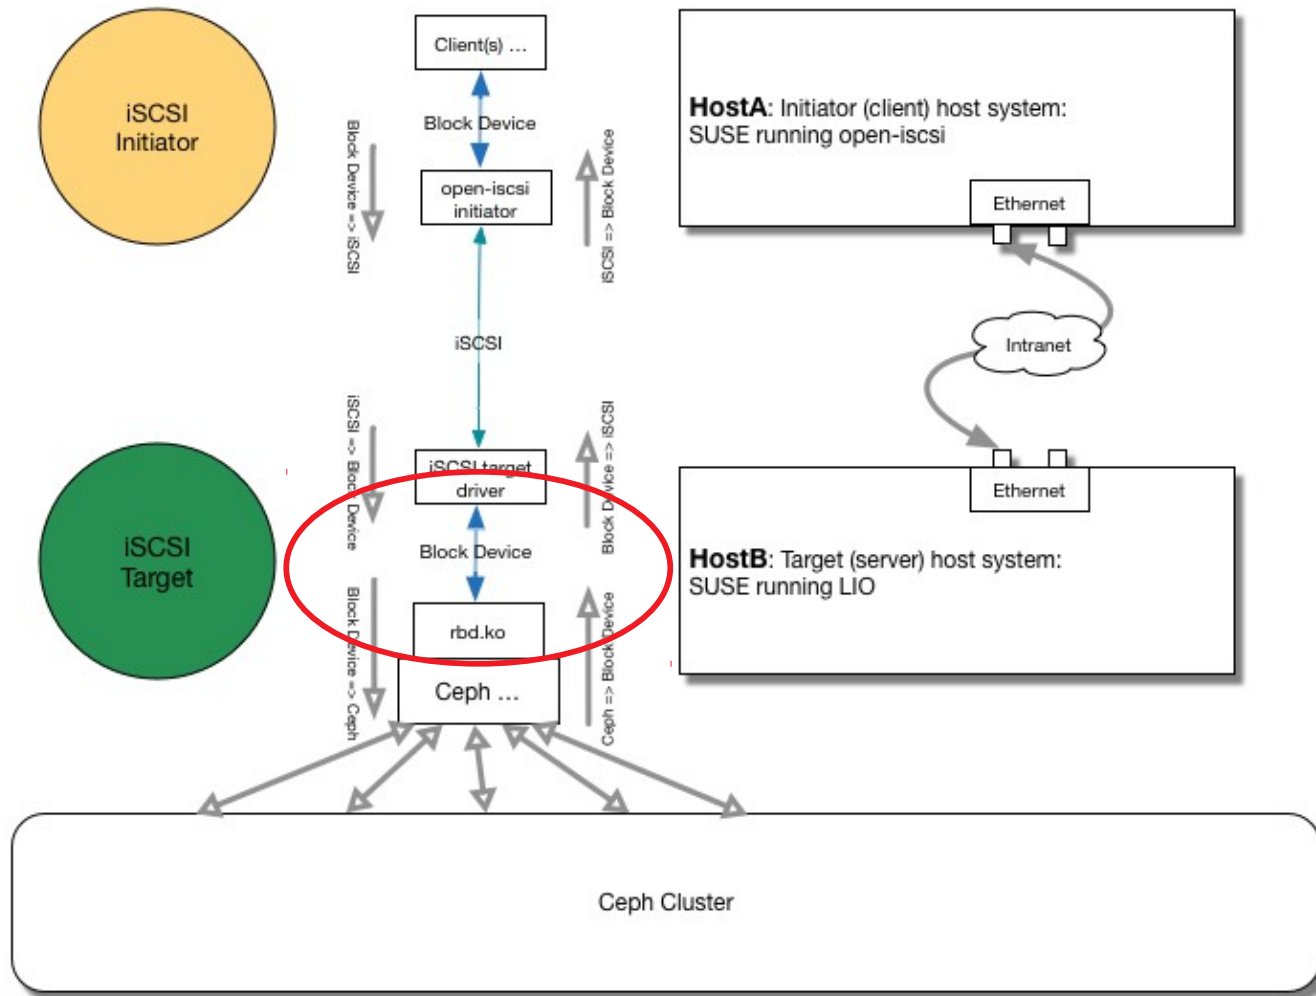 Client(s) ...
iSCSI
Initiator
Block Device
Block Device => iSCSI
iSCSI => Block Device
open-iscsi
initiator
HostA: Initiator (client) host system:
SUSE running open-iscsi
Ethernet
iSCSI
Intranet
iSCSI => Block Device
Block Device => iSCSI
iSCSI target
driver
Ethernet
iSCSI
Target
Block Device
HostB: Target (server) host system:
SUSE running LIO
Block Device => Ceph
Ceph => Block Device
rbd.ko
Ceph ...
Ceph Cluster